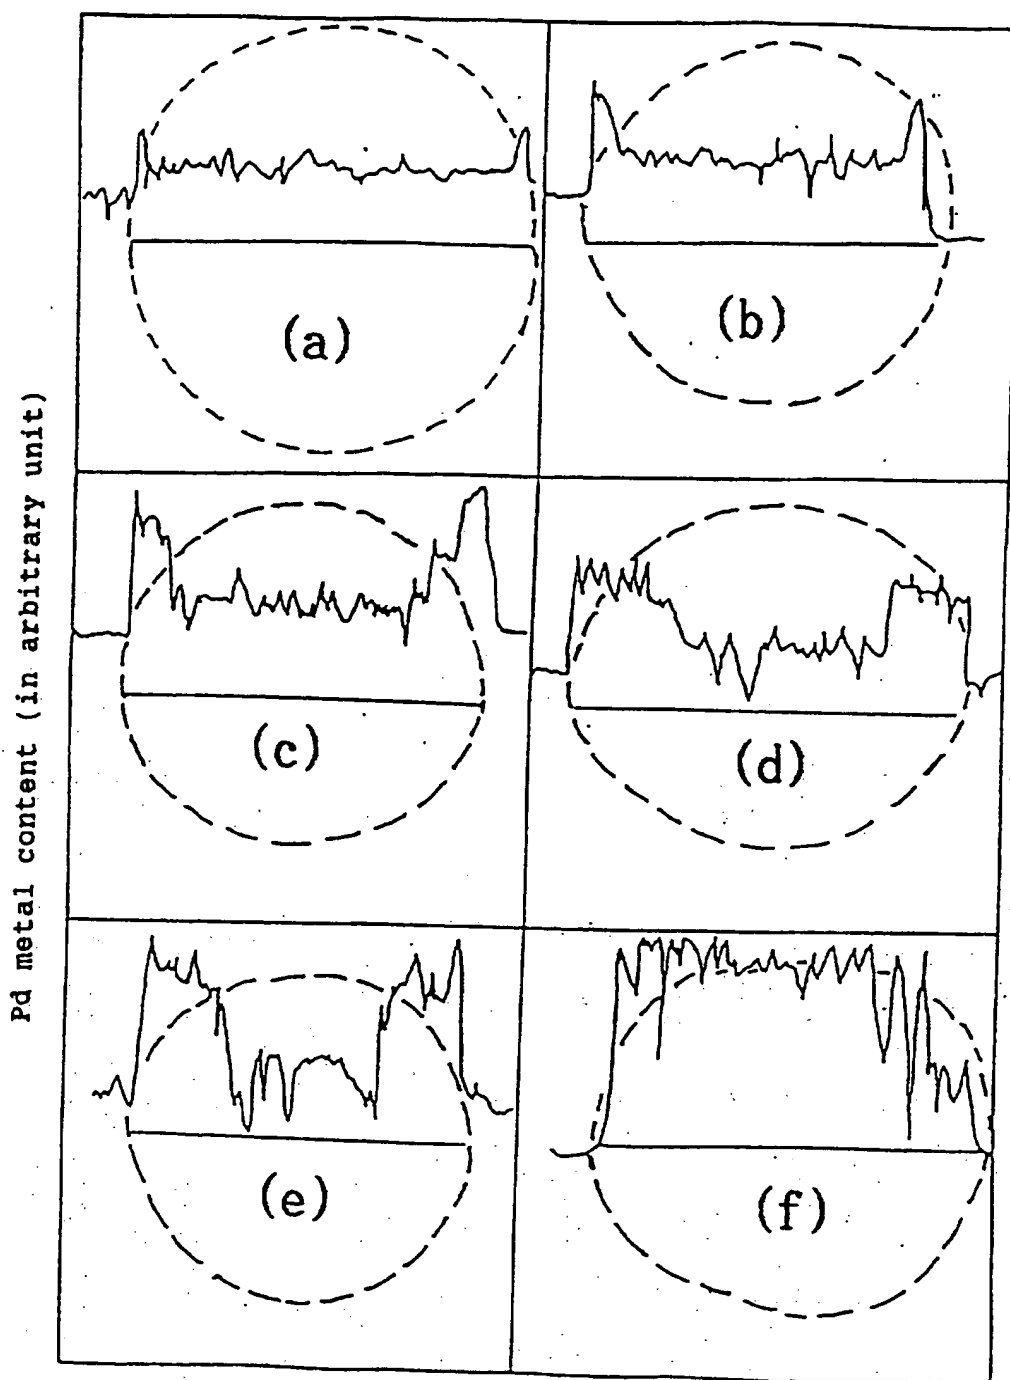 Pd metal content (in arbitrary unit)
(a)
(b)
(c)
(d)
(e)
(f)